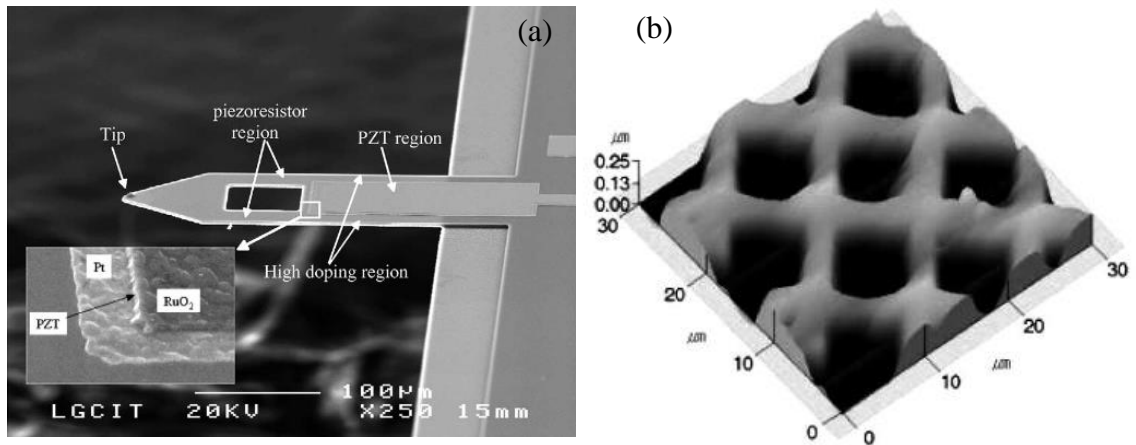 (a)
piezoresistor
region
Tip
PZT region
High doping region
Pt
RuO2
PZT
100μm
LGCIT 20KV X250 15mm
(b)
μm
0.25
0.13
0.00
30
20
μm
10
0
0
10
μm
20
30